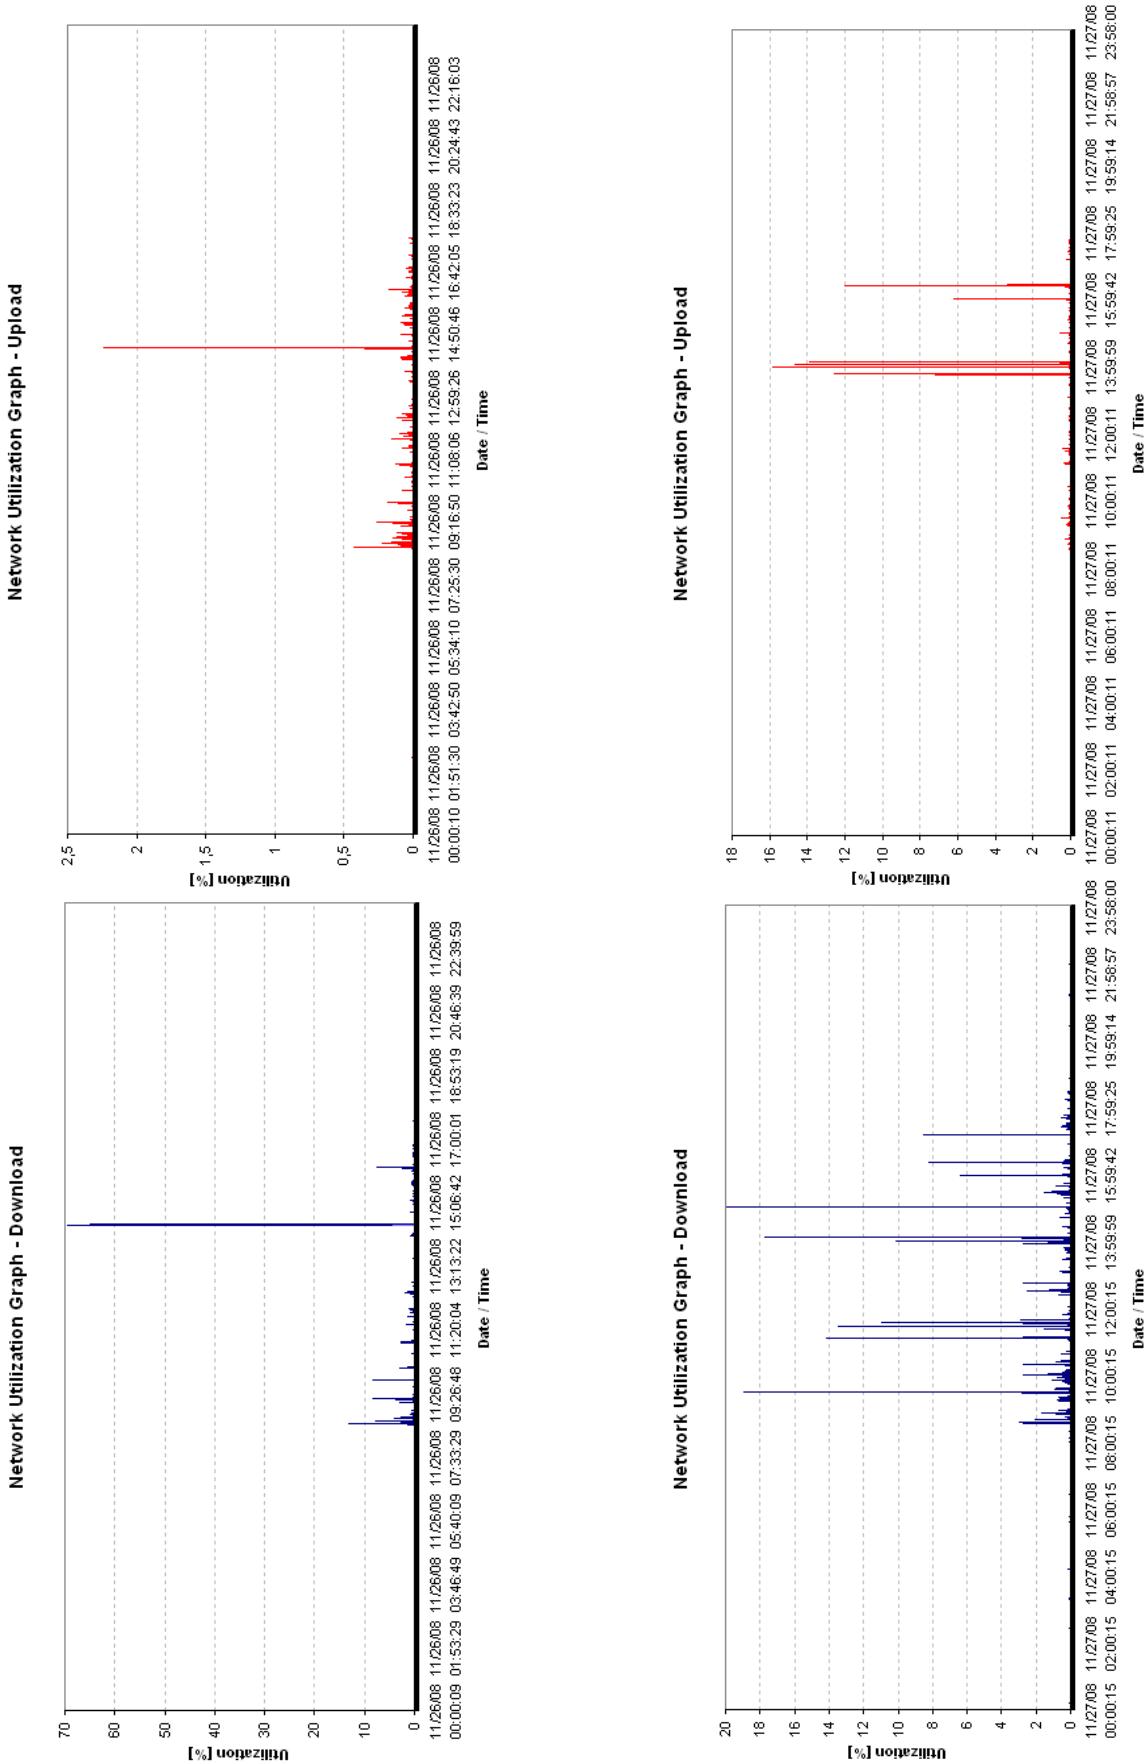 Network Utilization Graph - Download
Utilization [%]
70
60
50
40
30
20
10
0
11/26/08 11/26/08 11/26/08 11/26/08 11/26/08 11/26/08 11/26/08 11/26/08 11/26/08 11/26/08 11/26/08 11/26/08 11/26/08
00:00:09 01:53:29 03:46:49 05:40:09 07:33:29 09:26:48 11:20:04 13:13:22 15:06:42 17:00:01 18:53:19 20:46:39 22:39:59
Date / Time
Network Utilization Graph - Upload
Utilization [%]
2,5
2
1,5
1
0,5
0
11/26/08 11/26/08 11/26/08 11/26/08 11/26/08 11/26/08 11/26/08 11/26/08 11/26/08 11/26/08 11/26/08 11/26/08 11/26/08
00:00:10 01:51:30 03:42:50 05:34:10 07:25:30 09:16:50 11:08:06 12:59:26 14:50:46 16:42:05 18:33:23 20:24:43 22:16:03
Date / Time
Network Utilization Graph - Download
Utilization [%]
20
18
16
14
12
10
8
6
4
2
0
11/27/08 11/27/08 11/27/08 11/27/08 11/27/08 11/27/08 11/27/08 11/27/08 11/27/08 11/27/08 11/27/08 11/27/08 11/27/08
00:00:15 02:00:15 04:00:15 06:00:15 08:00:15 10:00:15 12:00:15 13:59:59 15:59:42 17:59:25 19:59:14 21:58:57 23:58:00
Date / Time
Network Utilization Graph - Upload
Utilization [%]
18
16
14
12
10
8
6
4
2
0
11/27/08 11/27/08 11/27/08 11/27/08 11/27/08 11/27/08 11/27/08 11/27/08 11/27/08 11/27/08 11/27/08 11/27/08 11/27/08
00:00:11 02:00:11 04:00:11 06:00:11 08:00:11 10:00:11 12:00:11 13:59:59 15:59:42 17:59:25 19:59:14 21:58:57 23:58:00
Date / Time